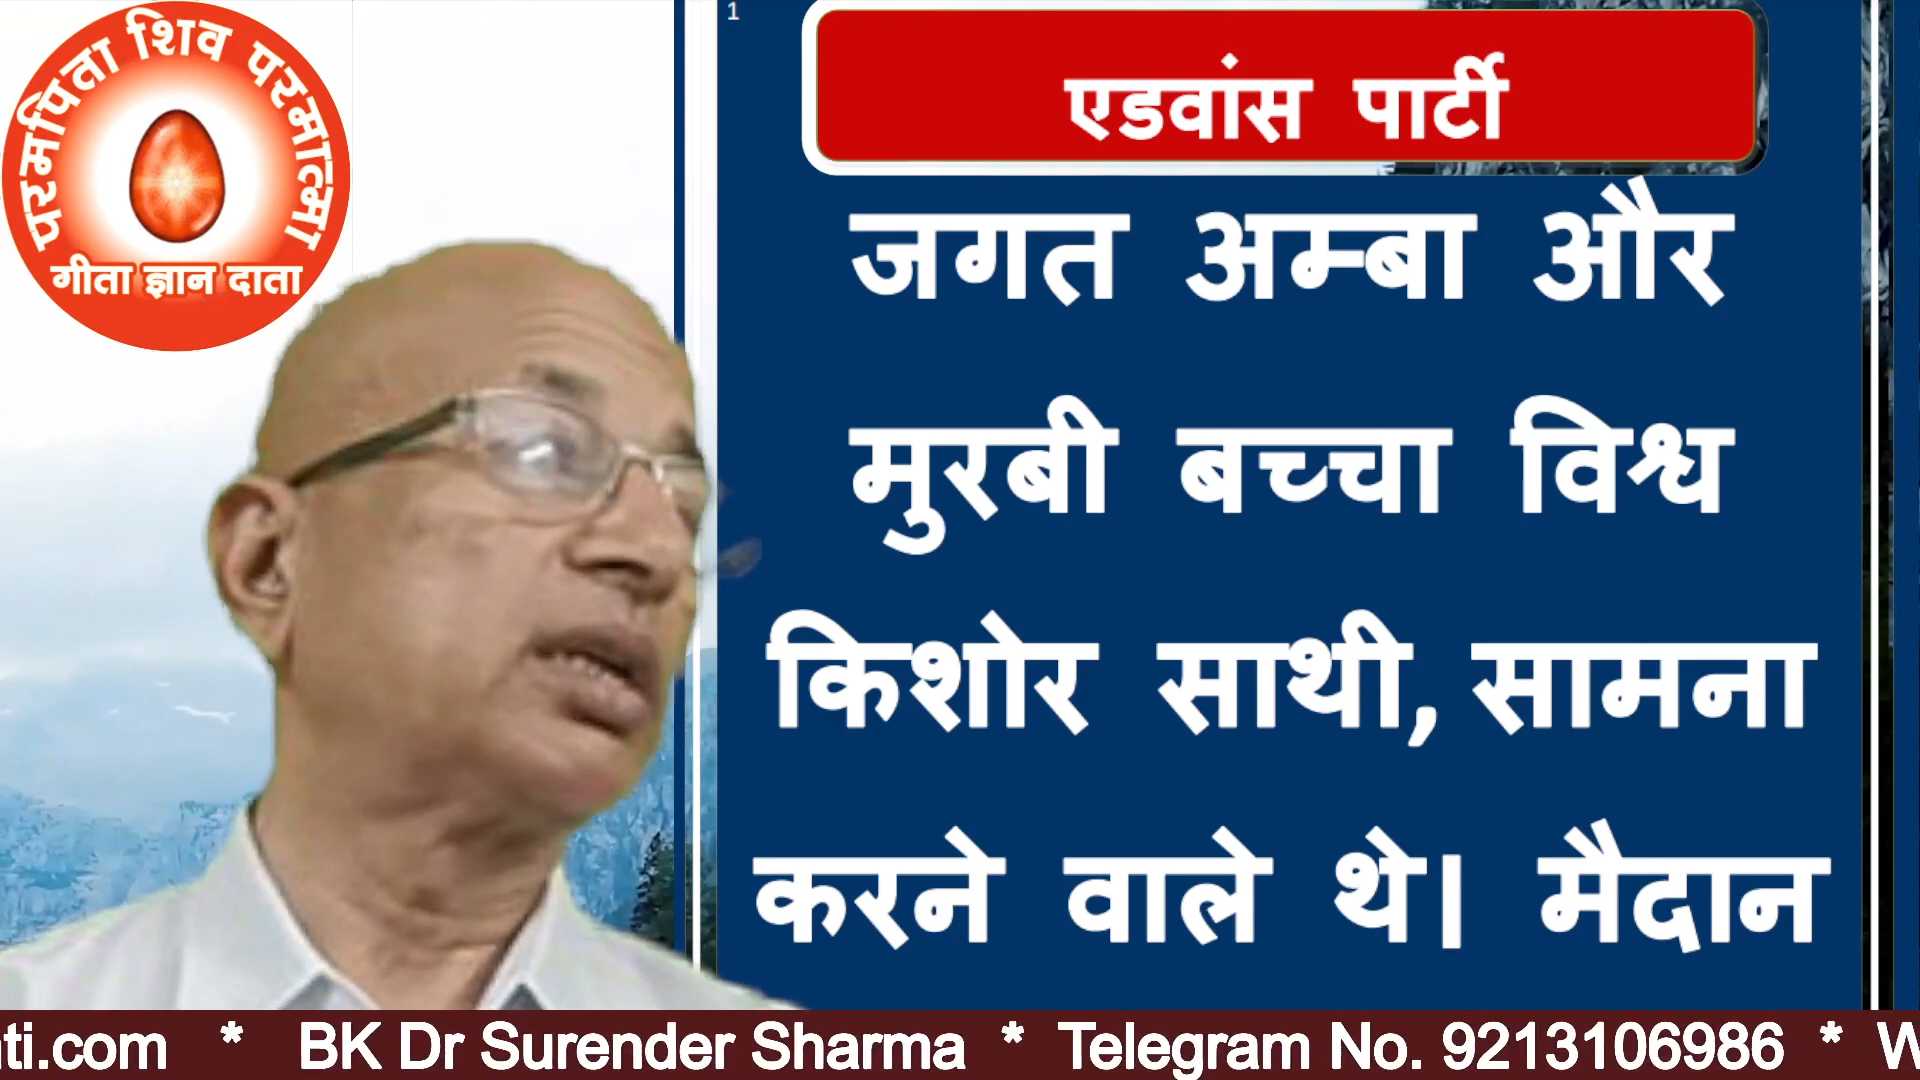 परमपिता शिव परमात्मा
गीता ज्ञान दाता
1
एडवांस पार्टी
जगत अम्बा और
मुरबी बच्चा विश्व
किशोर साथी, सामना
करने वाले थे। मैदान
ti.com * BK Dr Surender Sharma * Telegram No. 9213106986 * W